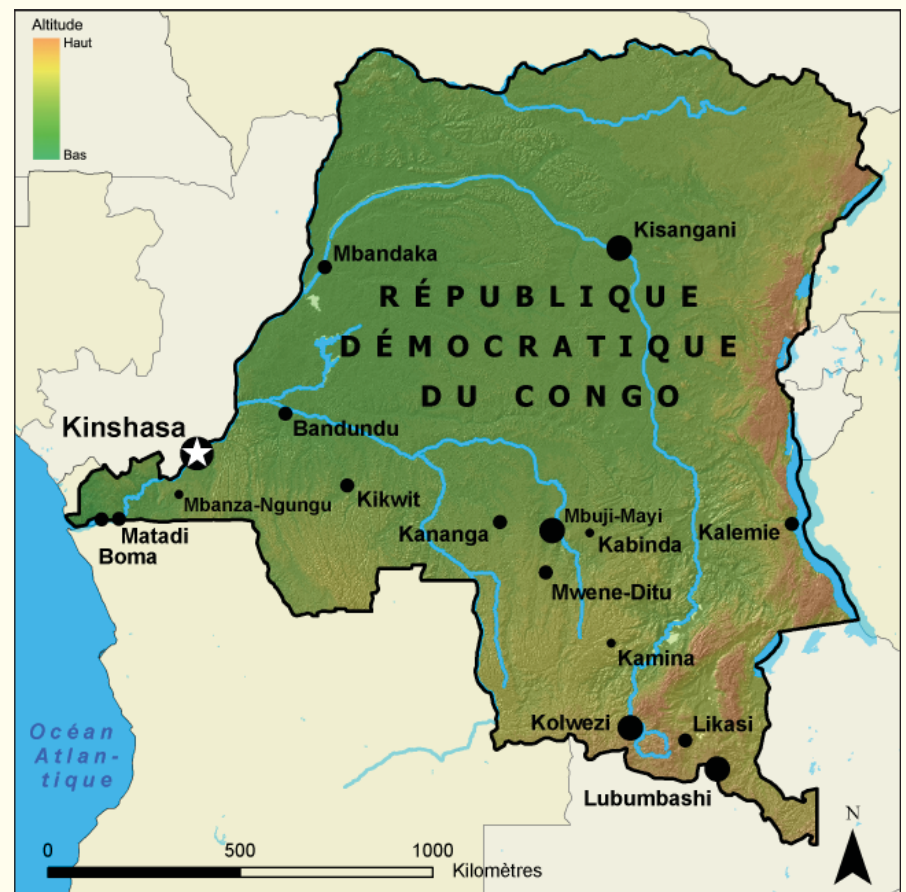 Altitude
Haut
Bas
Kisangani
Mbandaka
RÉPUBLIQUE
DÉMOCRATIQUE
DU CONGO
Kinshasa
Bandundu
Mbanza-Ngungu
Kikwit
Kananga
Mbuji-Mayi
Kabinda
Kalemie
Matadi
Boma
Mwene-Ditu
Kamina
Kolwezi
Likasi
Lubumbashi
Océan
Atlan-
tique
N
0 500 1000
Kilomètres